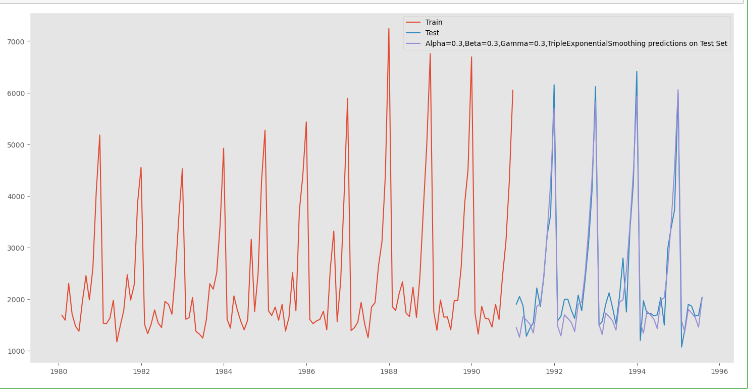 Train
Test
Alpha=0.3,Beta=0.3,Gamma=0.3,TripleExponentialSmoothing predictions on Test Set
7000
6000
5000
4000
3000
2000
1000
1980 1982 1984 1986 1988 1990 1992 1994 1996